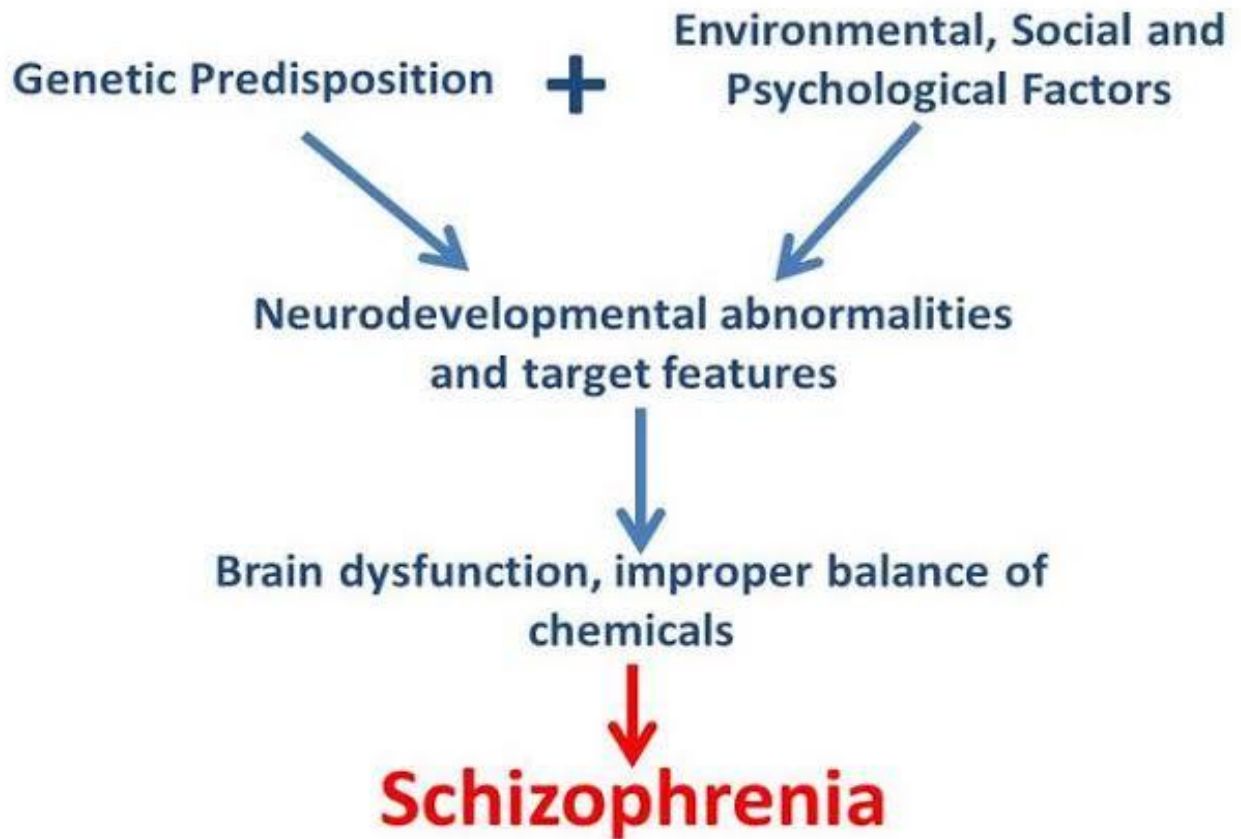 Genetic Predisposition + Environmental, Social and
Psychological Factors
Neurodevelopmental abnormalities
and target features
Brain dysfunction, improper balance of
chemicals
Schizophrenia